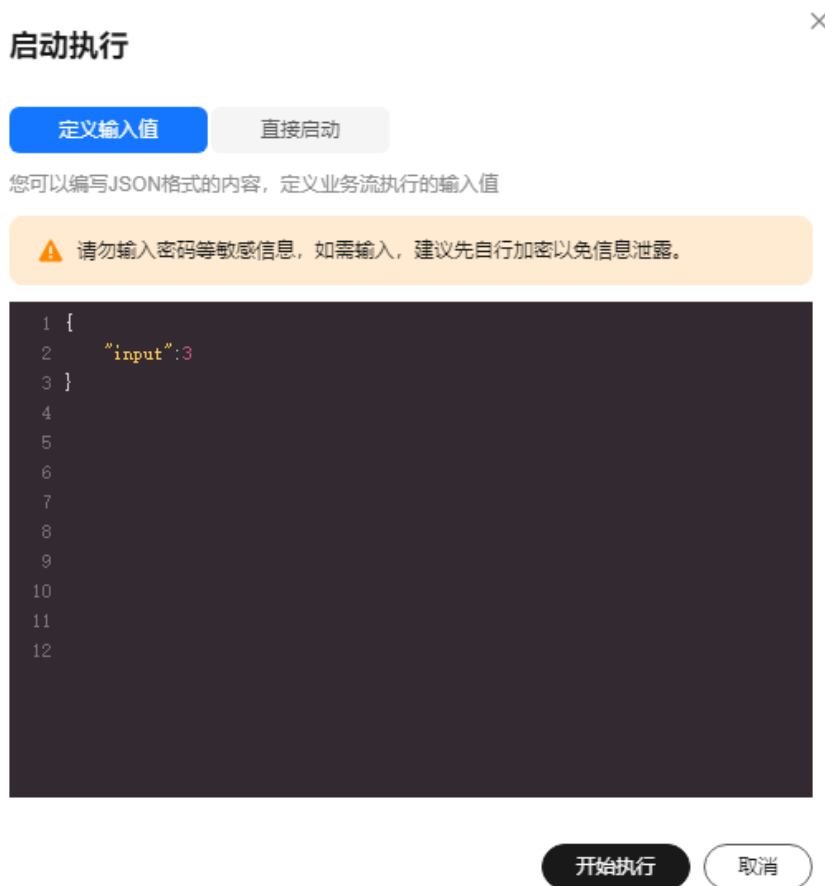 启动执行
定义输入值 直接启动
您可以编写JSON格式的内容，定义业务流执行的输入值
请勿输入密码等敏感信息，如需输入，建议先自行加密以免信息泄露。
1 {
2 "input":3
3 }
4
5
6
7
8
9
10
11
12
开始执行 取消